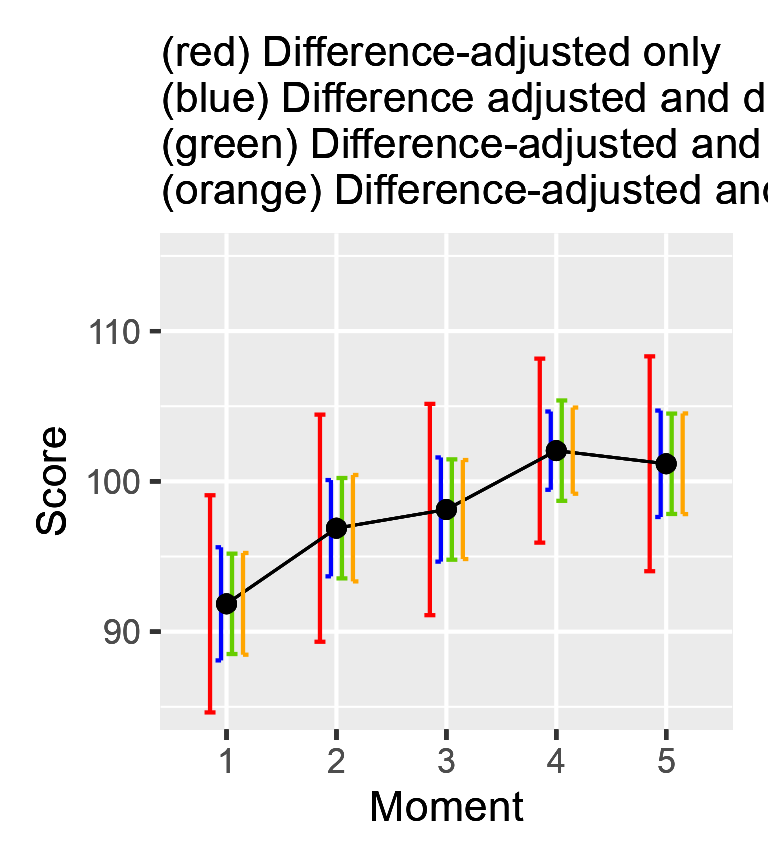 (red) Difference-adjusted only
(blue) Difference adjusted and d
(green) Difference-adjusted and
(orange) Difference-adjusted and
110
100
90
Score
1 2 3 4 5
Moment